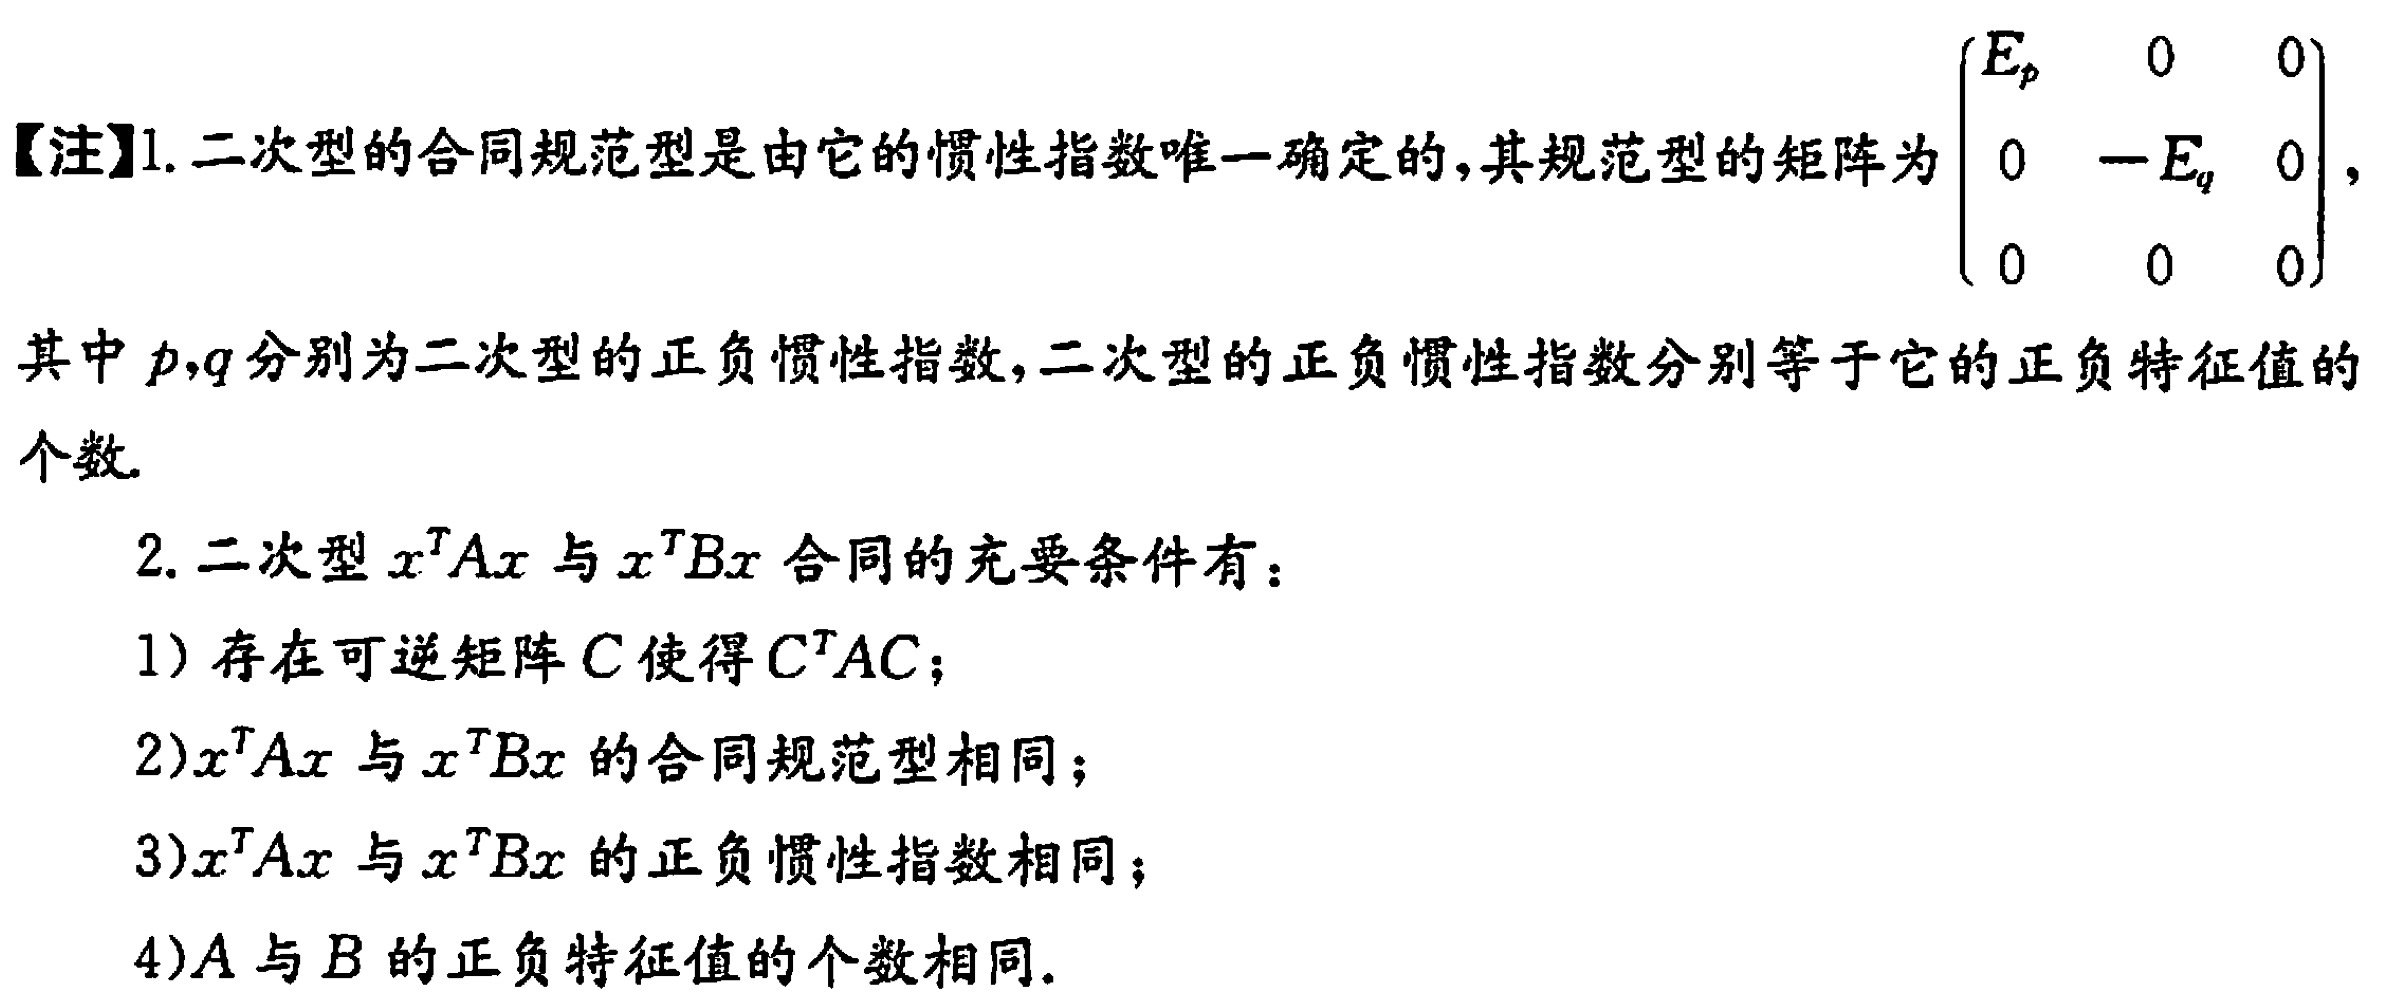 【注】1. 二次型的合同规范型是由它的惯性指数唯一确定的,其规范型的矩阵为 $\begin{pmatrix} E_p & 0 & 0 \\ 0 & -E_q & 0 \\ 0 & 0 & 0 \end{pmatrix}$,
其中 p,q 分别为二次型的正负惯性指数,二次型的正负惯性指数分别等于它的正负特征值的
个数.
2. 二次型 $x^TAx$ 与 $x^TBx$ 合同的充要条件有:
1) 存在可逆矩阵 C 使得 $C^TAC$;
2) $x^TAx$ 与 $x^TBx$ 的合同规范型相同;
3) $x^TAx$ 与 $x^TBx$ 的正负惯性指数相同;
4) A 与 B 的正负特征值的个数相同.